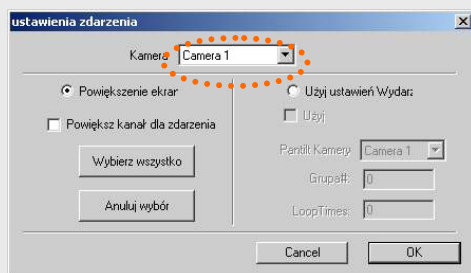 ustawienia zdarzenia
Kamera Camera 1
Powiększenie ekran
Użyj ustawień Wydarz
Powiększ kanał dla zdarzenia
Użyj
Wybierz wszystko
Pantilt Kamery Camera 1
Grupa#: 0
Anuluj wybór
LoopTimes: 0
Cancel OK